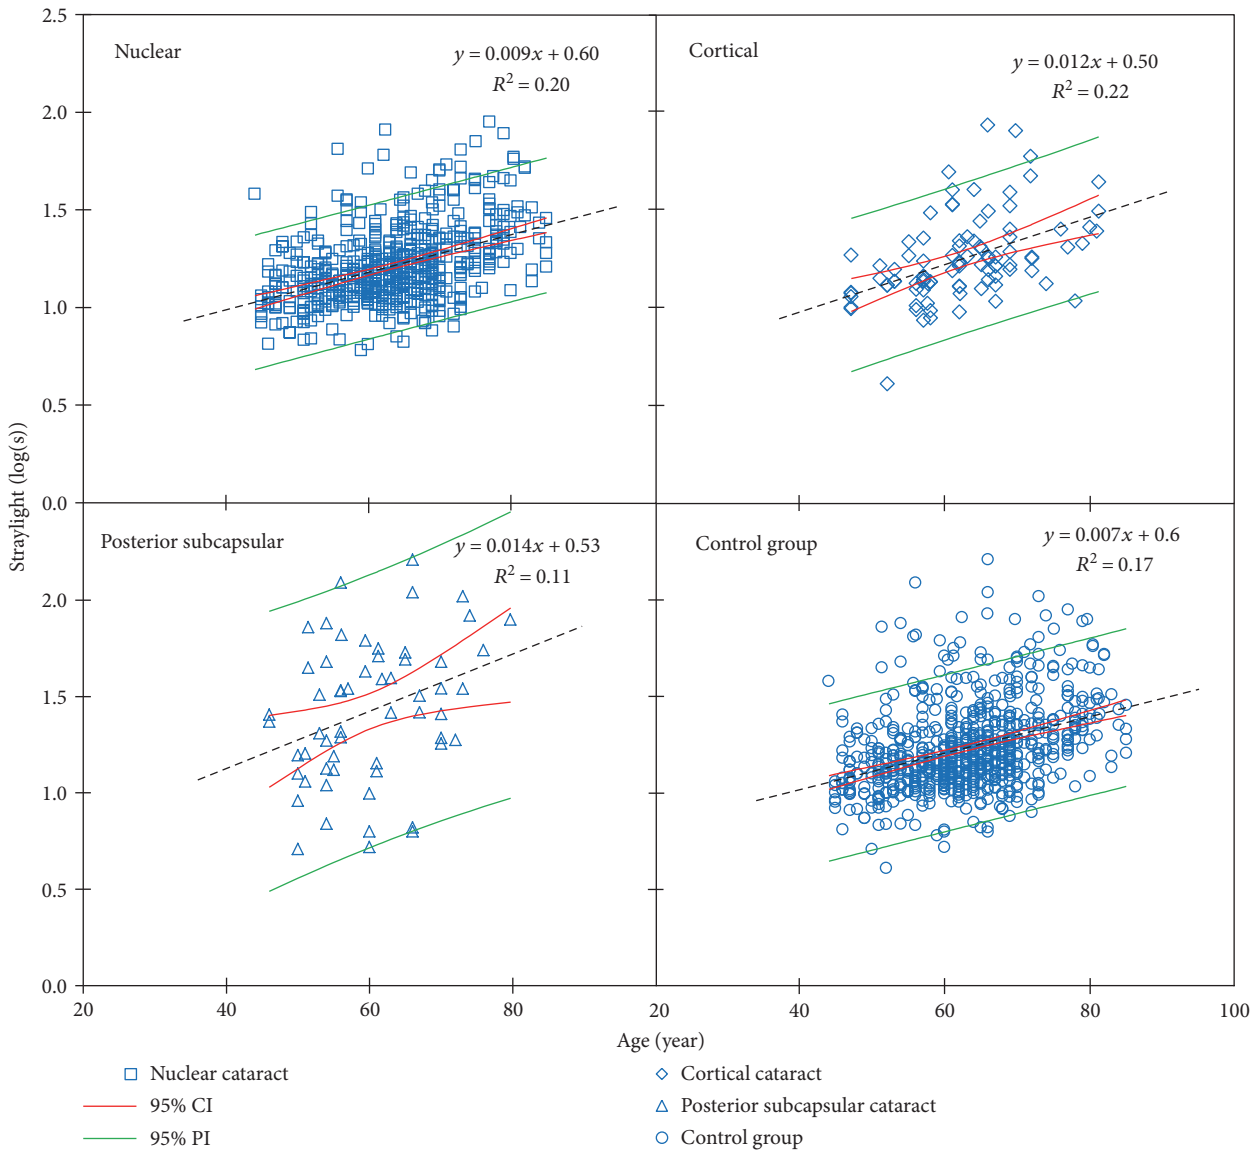 2.5
Nuclear
y = 0.009x + 0.60
R² = 0.20
Cortical
y = 0.012x + 0.50
R² = 0.22
2.0
1.5
1.0
0.5
0.0
Straylight (log(s))
Posterior subcapsular
y = 0.014x + 0.53
R² = 0.11
Control group
y = 0.007x + 0.6
R² = 0.17
2.0
1.5
1.0
0.5
0.0
20 40 60 80 20 40 60 80 100
Age (year)
Nuclear cataract
95% CI
95% PI
Cortical cataract
Posterior subcapsular cataract
Control group